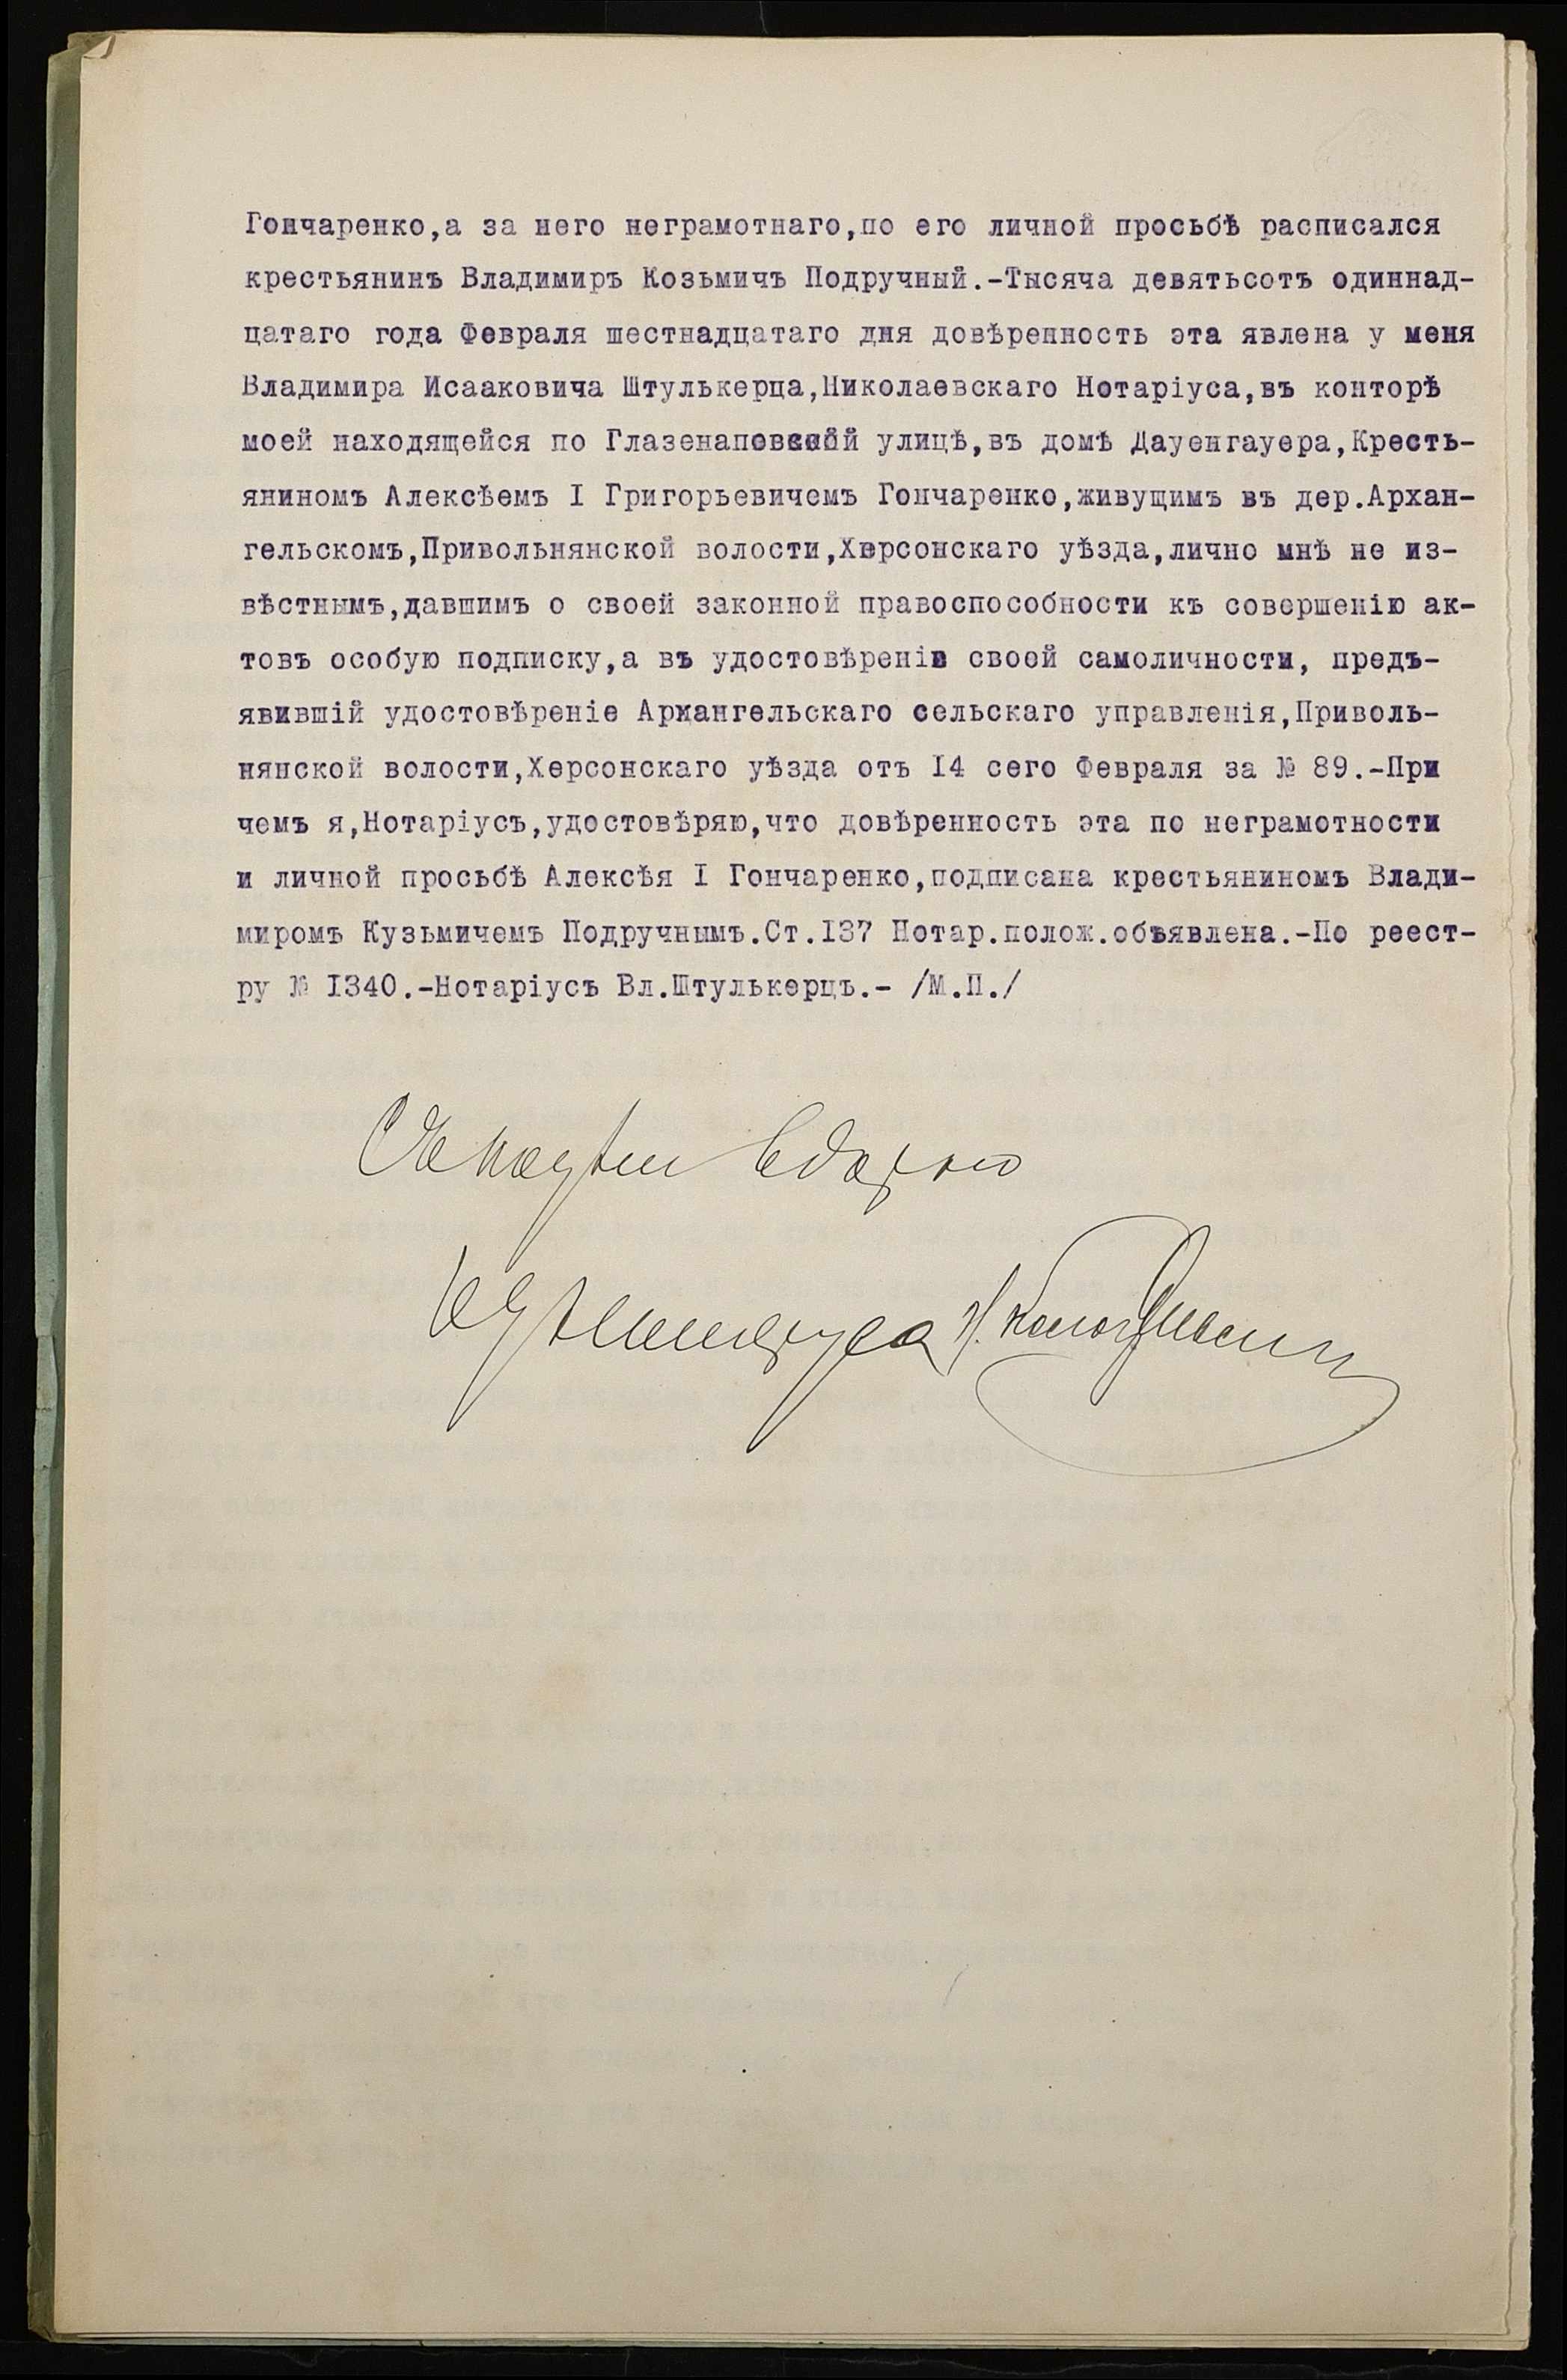 Гончаренко,а за него неграмотнаго,по его личной просьбѣ расписался
крестьянинъ Владимиръ Козьмичъ Подручный.-Тысяча девятьсотъ одиннад-
цатаго года Февраля шестнадцатаго дня довѣренность эта явлена у меня
Владимира Исааковича Штулькерца,Николаевскаго Нотаріуса,въ конторѣ
моей находящейся по Глазенаповской улицѣ,въ домѣ Дауенгауера,Кресть-
яниномъ Алексѣемъ I Григорьевичемъ Гончаренко,живущимъ въ дер.Архан-
гельскомъ,Привольнянской волости,Херсонскаго уѣзда,лично мнѣ не из-
вѣстнымъ,давшимъ о своей законной правоспособности къ совершенію ак-
товъ особую подписку,а въ удостовѣреніе своей самоличности, предъ-
явившій удостовѣреніе Архангельскаго сельскаго управленія,Приволь-
нянской волости,Херсонскаго уѣзда отъ I4 сего Февраля за № 89.-При
чемъ я,Нотаріусъ,удостовѣряю,что довѣренность эта по неграмотности
и личной просьбѣ Алексѣя I Гончаренко,подписана крестьяниномъ Влади-
миромъ Кузьмичемъ Подручнымъ.Ст.I37 Нотар.полож.объявлена.-По реест-
ру № I340.-Нотаріусъ Вл.Штулькерцъ.- /М.П./